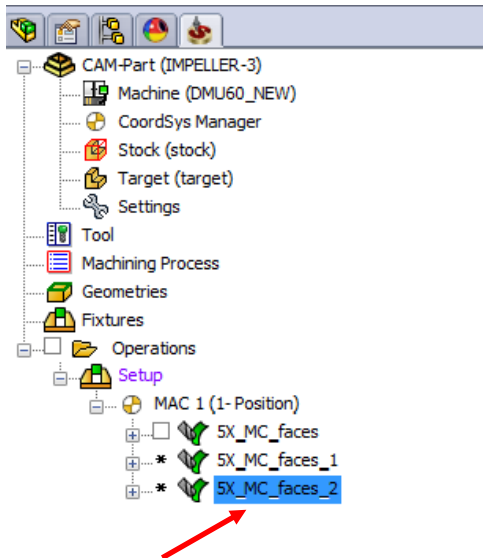 CAM-Part (IMPELLER-3)
Machine (DMU60_NEW)
CoordSys Manager
Stock (stock)
Target (target)
Settings
Tool
Machining Process
Geometries
Fixtures
Operations
Setup
MAC 1 (1- Position)
5X_MC_faces
* 5X_MC_faces_1
* 5X_MC_faces_2